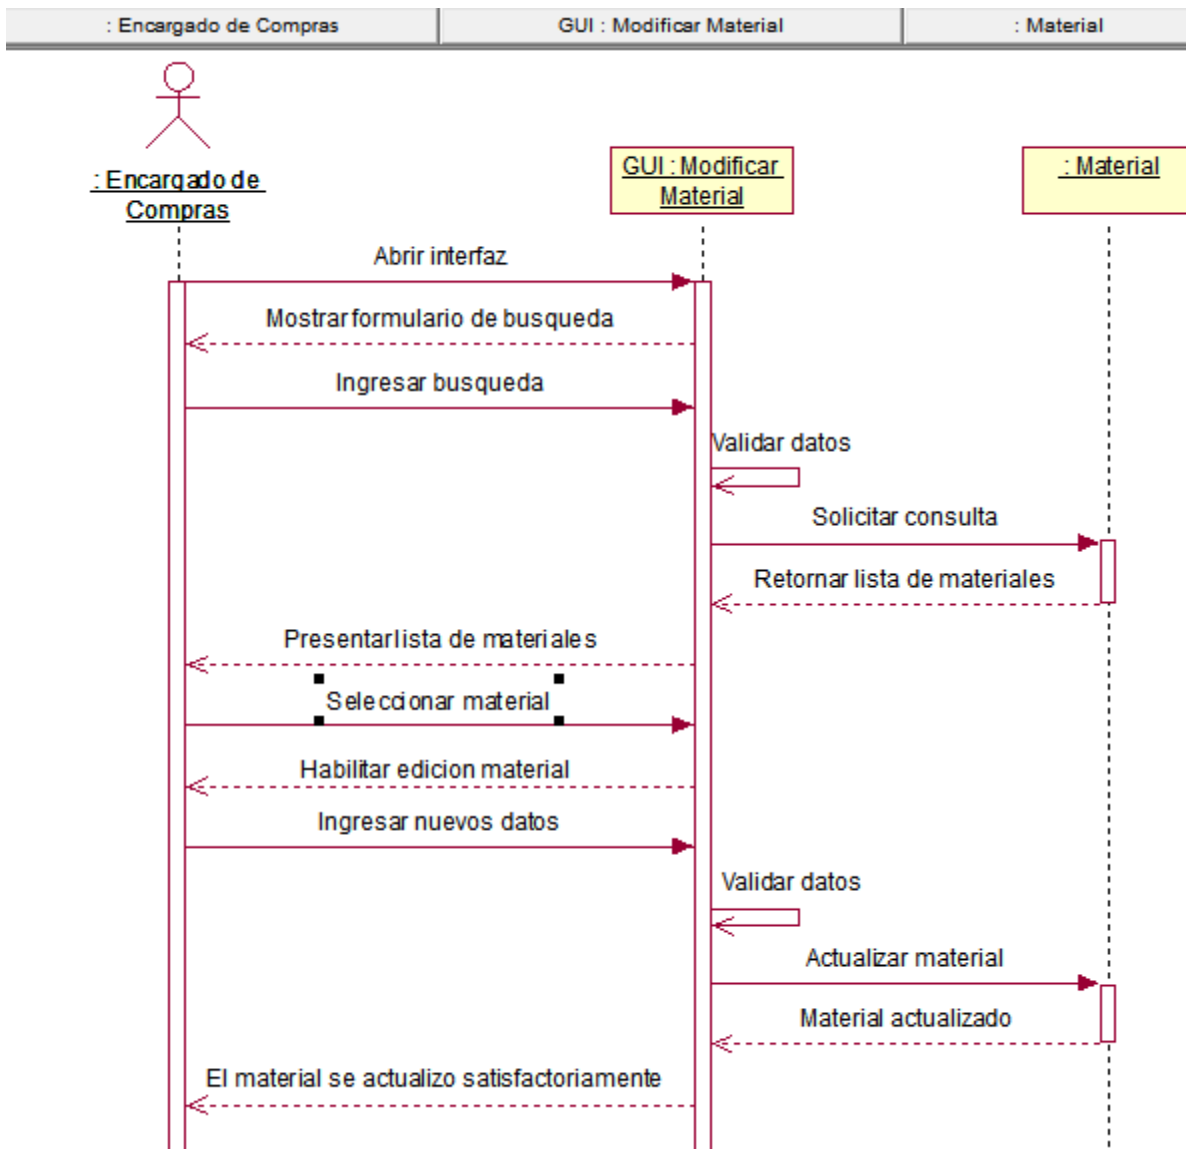 : Encargado de Compras
GUI : Modificar Material
: Material
: Encargado de
Compras
GUI : Modificar
Material
: Material
Abrir interfaz
Mostrar formulario de busqueda
Ingresar busqueda
Validar datos
Solicitar consulta
Retornar lista de materiales
Presentar lista de materiales
Seleccionar material
Habilitar edicion material
Ingresar nuevos datos
Validar datos
Actualizar material
Material actualizado
El material se actualizo satisfactoriamente